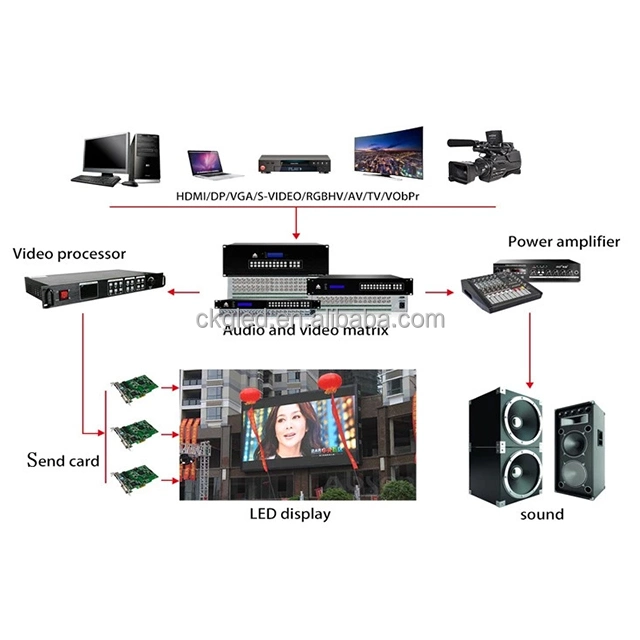 HDMI/DP/VGA/S-VIDEO/RGBHV/AV/TV/VObPr
Video processor
Power amplifier
ckgled.en.alibaba.com
Audio and video matrix
Send card
LED display
sound